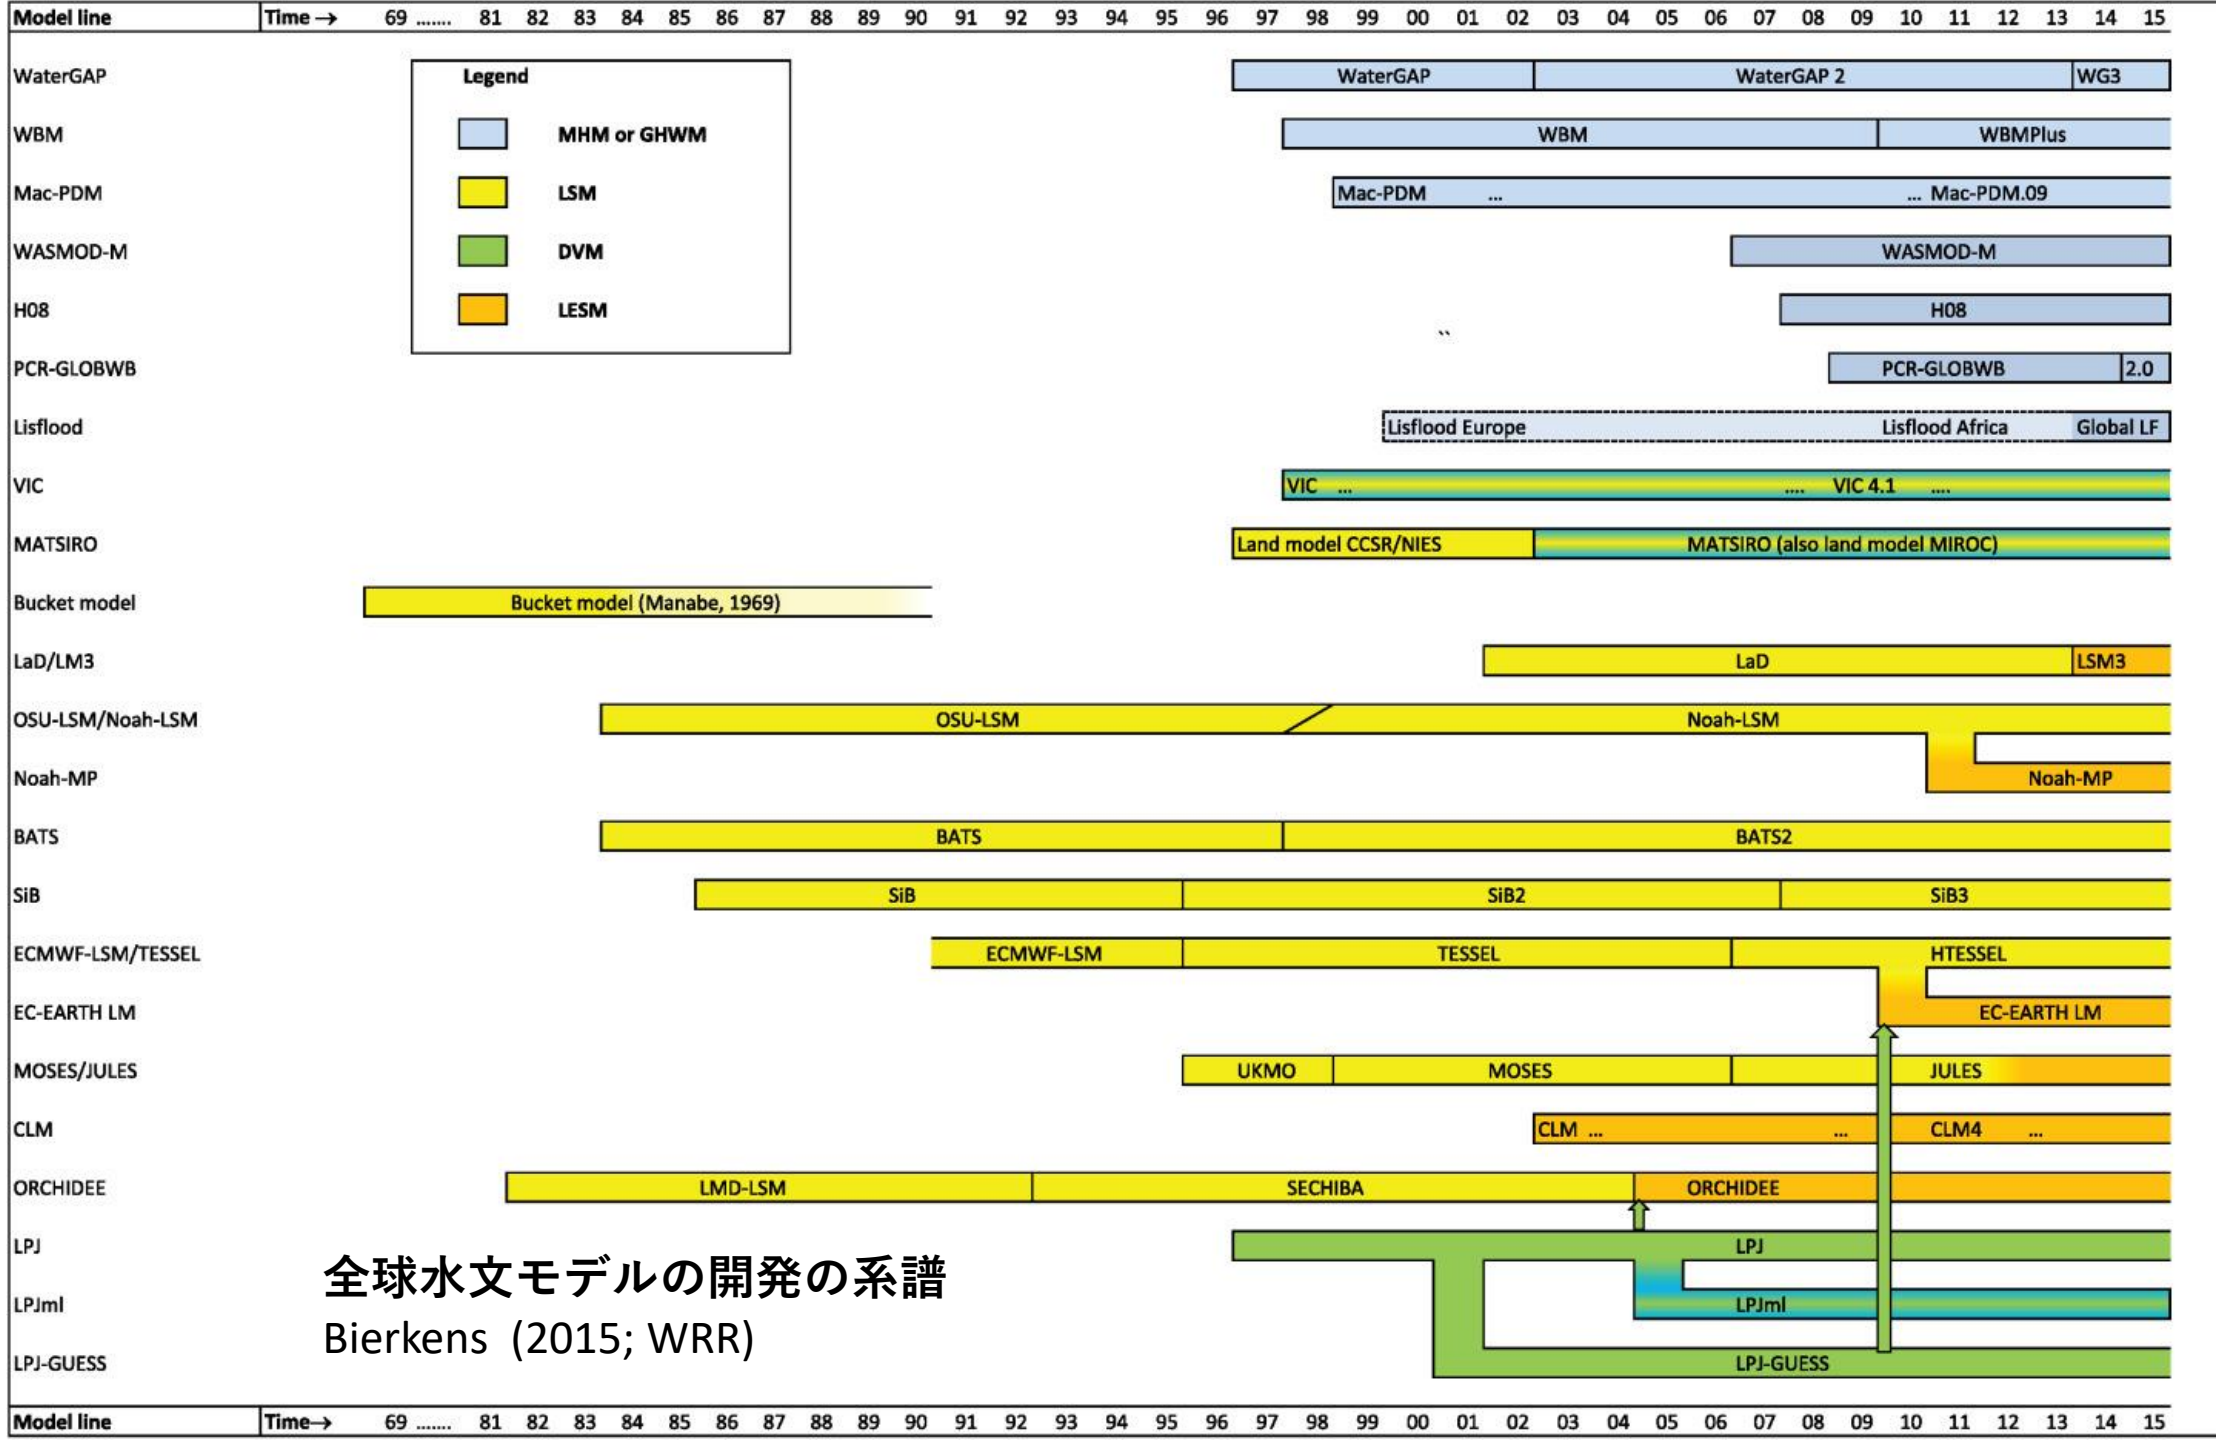 Model line Time → 69 ....... 81 82 83 84 85 86 87 88 89 90 91 92 93 94 95 96 97 98 99 00 01 02 03 04 05 06 07 08 09 10 11 12 13 14 15
WaterGAP WaterGAP WaterGAP 2 WG3
Legend
WBM WBM WBMPlus
MHM or GHWM
Mac-PDM Mac-PDM ... ... Mac-PDM.09
LSM
WASMOD-M WASMOD-M
DVM
H08 H08
LESM
``
PCR-GLOBWB PCR-GLOBWB 2.0
Lisflood Lisflood Europe Lisflood Africa Global LF
VIC VIC ... .... VIC 4.1 ....
MATSIRO Land model CCSR/NIES MATSIRO (also land model MIROC)
Bucket model Bucket model (Manabe, 1969)
LaD/LM3 LaD LSM3
OSU-LSM/Noah-LSM OSU-LSM Noah-LSM
Noah-MP Noah-MP
BATS BATS BATS2
SiB SiB SiB2 SiB3
ECMWF-LSM/TESSEL ECMWF-LSM TESSEL HTESSEL
EC-EARTH LM EC-EARTH LM
MOSES/JULES UKMO MOSES JULES
CLM CLM ... ... CLM4 ...
ORCHIDEE LMD-LSM SECHIBA ORCHIDEE
LPJ LPJ
全球水文モデルの開発の系譜
LPJml LPJml
Bierkens (2015; WRR)
LPJ-GUESS LPJ-GUESS
Model line Time→ 69 ....... 81 82 83 84 85 86 87 88 89 90 91 92 93 94 95 96 97 98 99 00 01 02 03 04 05 06 07 08 09 10 11 12 13 14 15